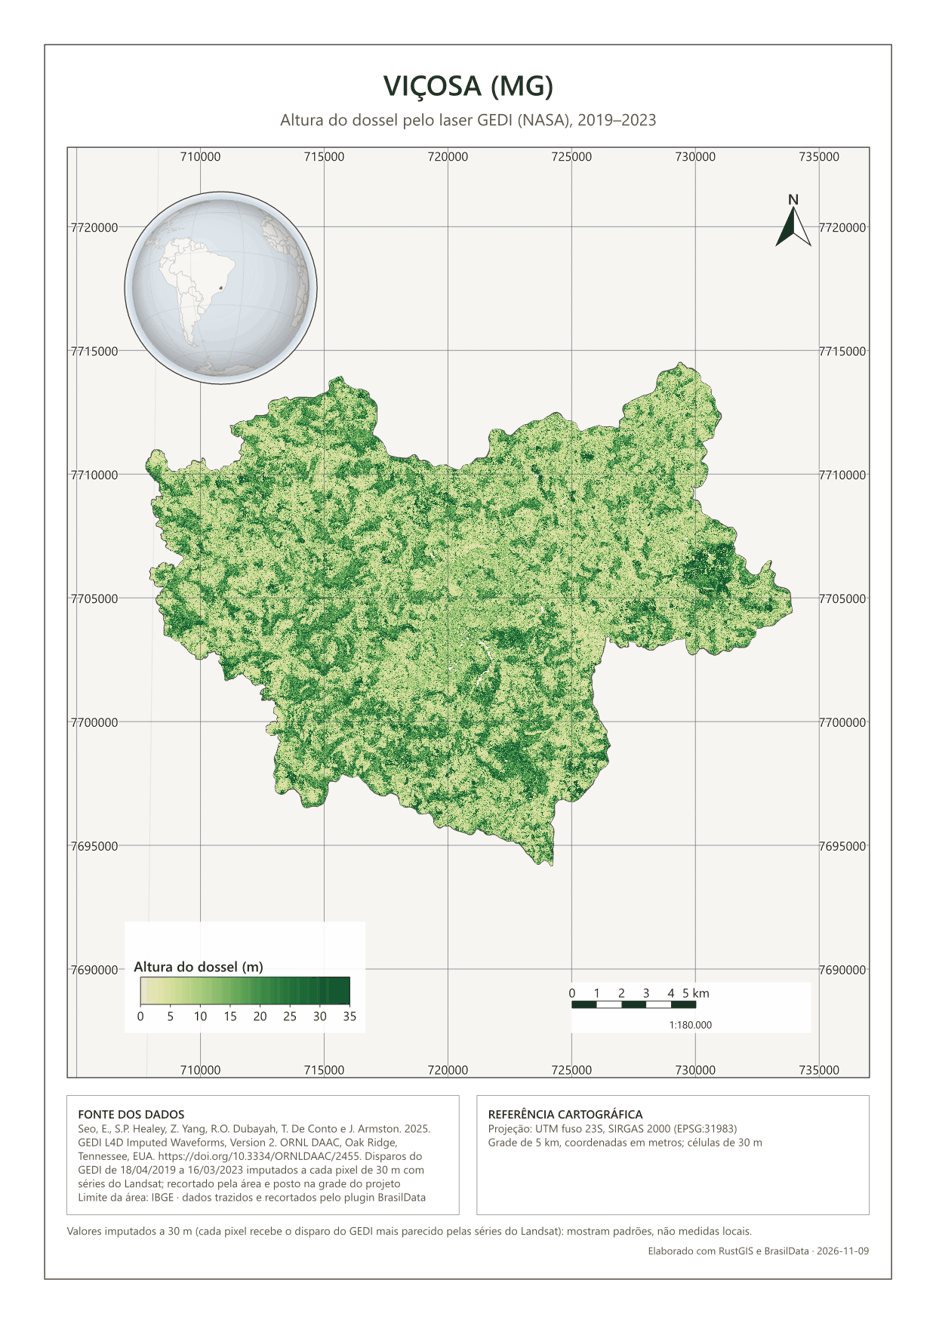 VIÇOSA (MG)
Altura do dossel pelo laser GEDI (NASA), 2019–2023
710000 715000 720000 725000 730000 735000
N
7720000 7720000
7715000 7715000
7710000 7710000
7705000 7705000
7700000 7700000
7695000 7695000
7690000 7690000
Altura do dossel (m)
0 5 10 15 20 25 30 35
0 1 2 3 4 5 km
1:180.000
710000 715000 720000 725000 730000 735000
FONTE DOS DADOS
Seo, E., S.P. Healey, Z. Yang, R.O. Dubayah, T. De Conto e J. Armston. 2025.
GEDI L4D Imputed Waveforms, Version 2. ORNL DAAC, Oak Ridge,
Tennessee, EUA. https://doi.org/10.3334/ORNLDAAC/2455. Disparos do
GEDI de 18/04/2019 a 16/03/2023 imputados a cada pixel de 30 m com
séries do Landsat; recortado pela área e posto na grade do projeto
Limite da área: IBGE · dados trazidos e recortados pelo plugin BrasilData
REFERÊNCIA CARTOGRÁFICA
Projeção: UTM fuso 23S, SIRGAS 2000 (EPSG:31983)
Grade de 5 km, coordenadas em metros; células de 30 m
Valores imputados a 30 m (cada pixel recebe o disparo do GEDI mais parecido pelas séries do Landsat): mostram padrões, não medidas locais.
Elaborado com RustGIS e BrasilData · 2026-11-09